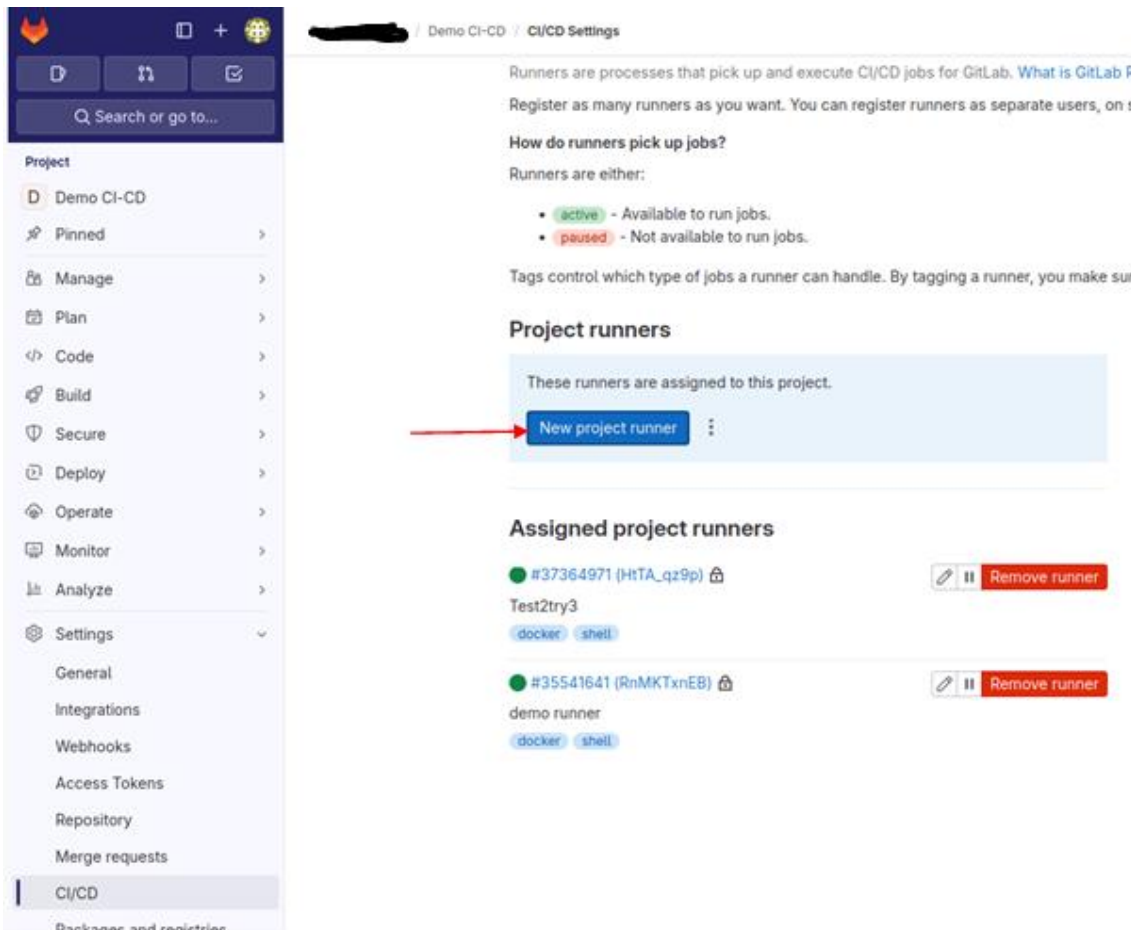 / Demo CI-CD / CI/CD Settings
Search or go to...
Project
D Demo CI-CD
Pinned
Manage
Plan
Code
Build
Secure
Deploy
Operate
Monitor
Analyze
Settings
General
Integrations
Webhooks
Access Tokens
Repository
Merge requests
CI/CD
Packages and registries
Runners are processes that pick up and execute CI/CD jobs for GitLab. What is GitLab
Register as many runners as you want. You can register runners as separate users, on
How do runners pick up jobs?
Runners are either:
• active - Available to run jobs.
• paused - Not available to run jobs.
Tags control which type of jobs a runner can handle. By tagging a runner, you make
Project runners
These runners are assigned to this project.
New project runner
Assigned project runners
#37364971 (HtTA_qz9p)
Remove runner
Test2try3
docker shell
#35541641 (RnMKTxnEB)
Remove runner
demo runner
docker shell